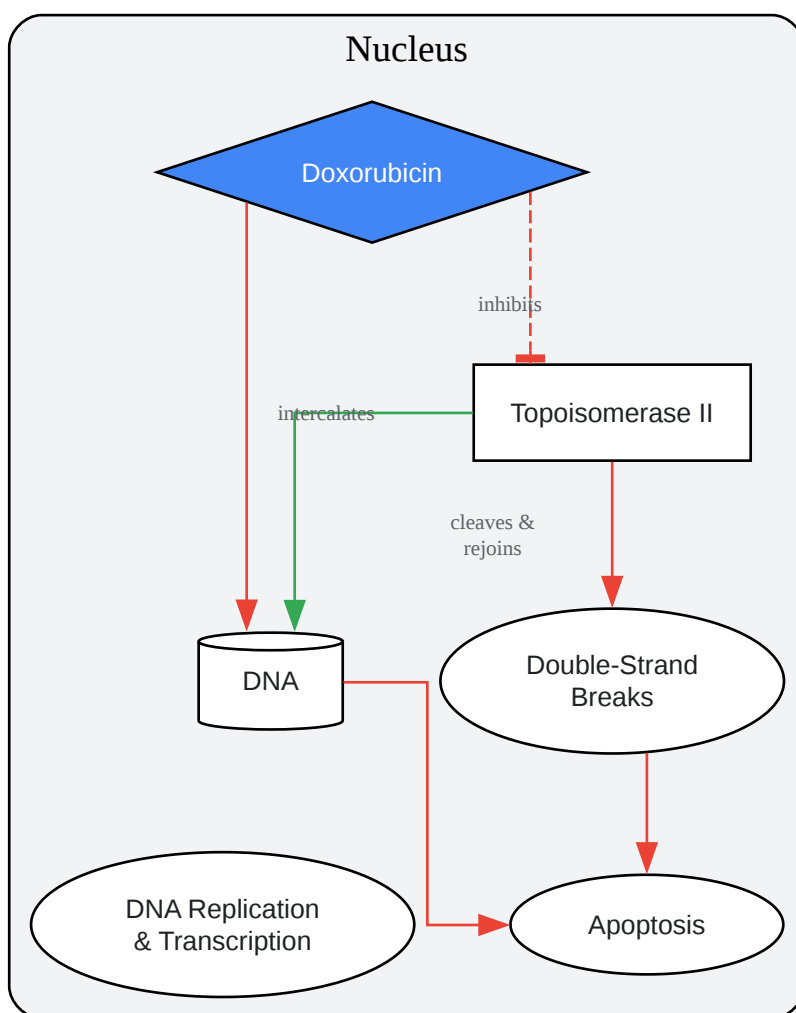 Nucleus
Doxorubicin
inhibits
intercalates
Topoisomerase II
cleaves &
rejoins
DNA
Double-Strand
Breaks
DNA Replication
& Transcription
Apoptosis